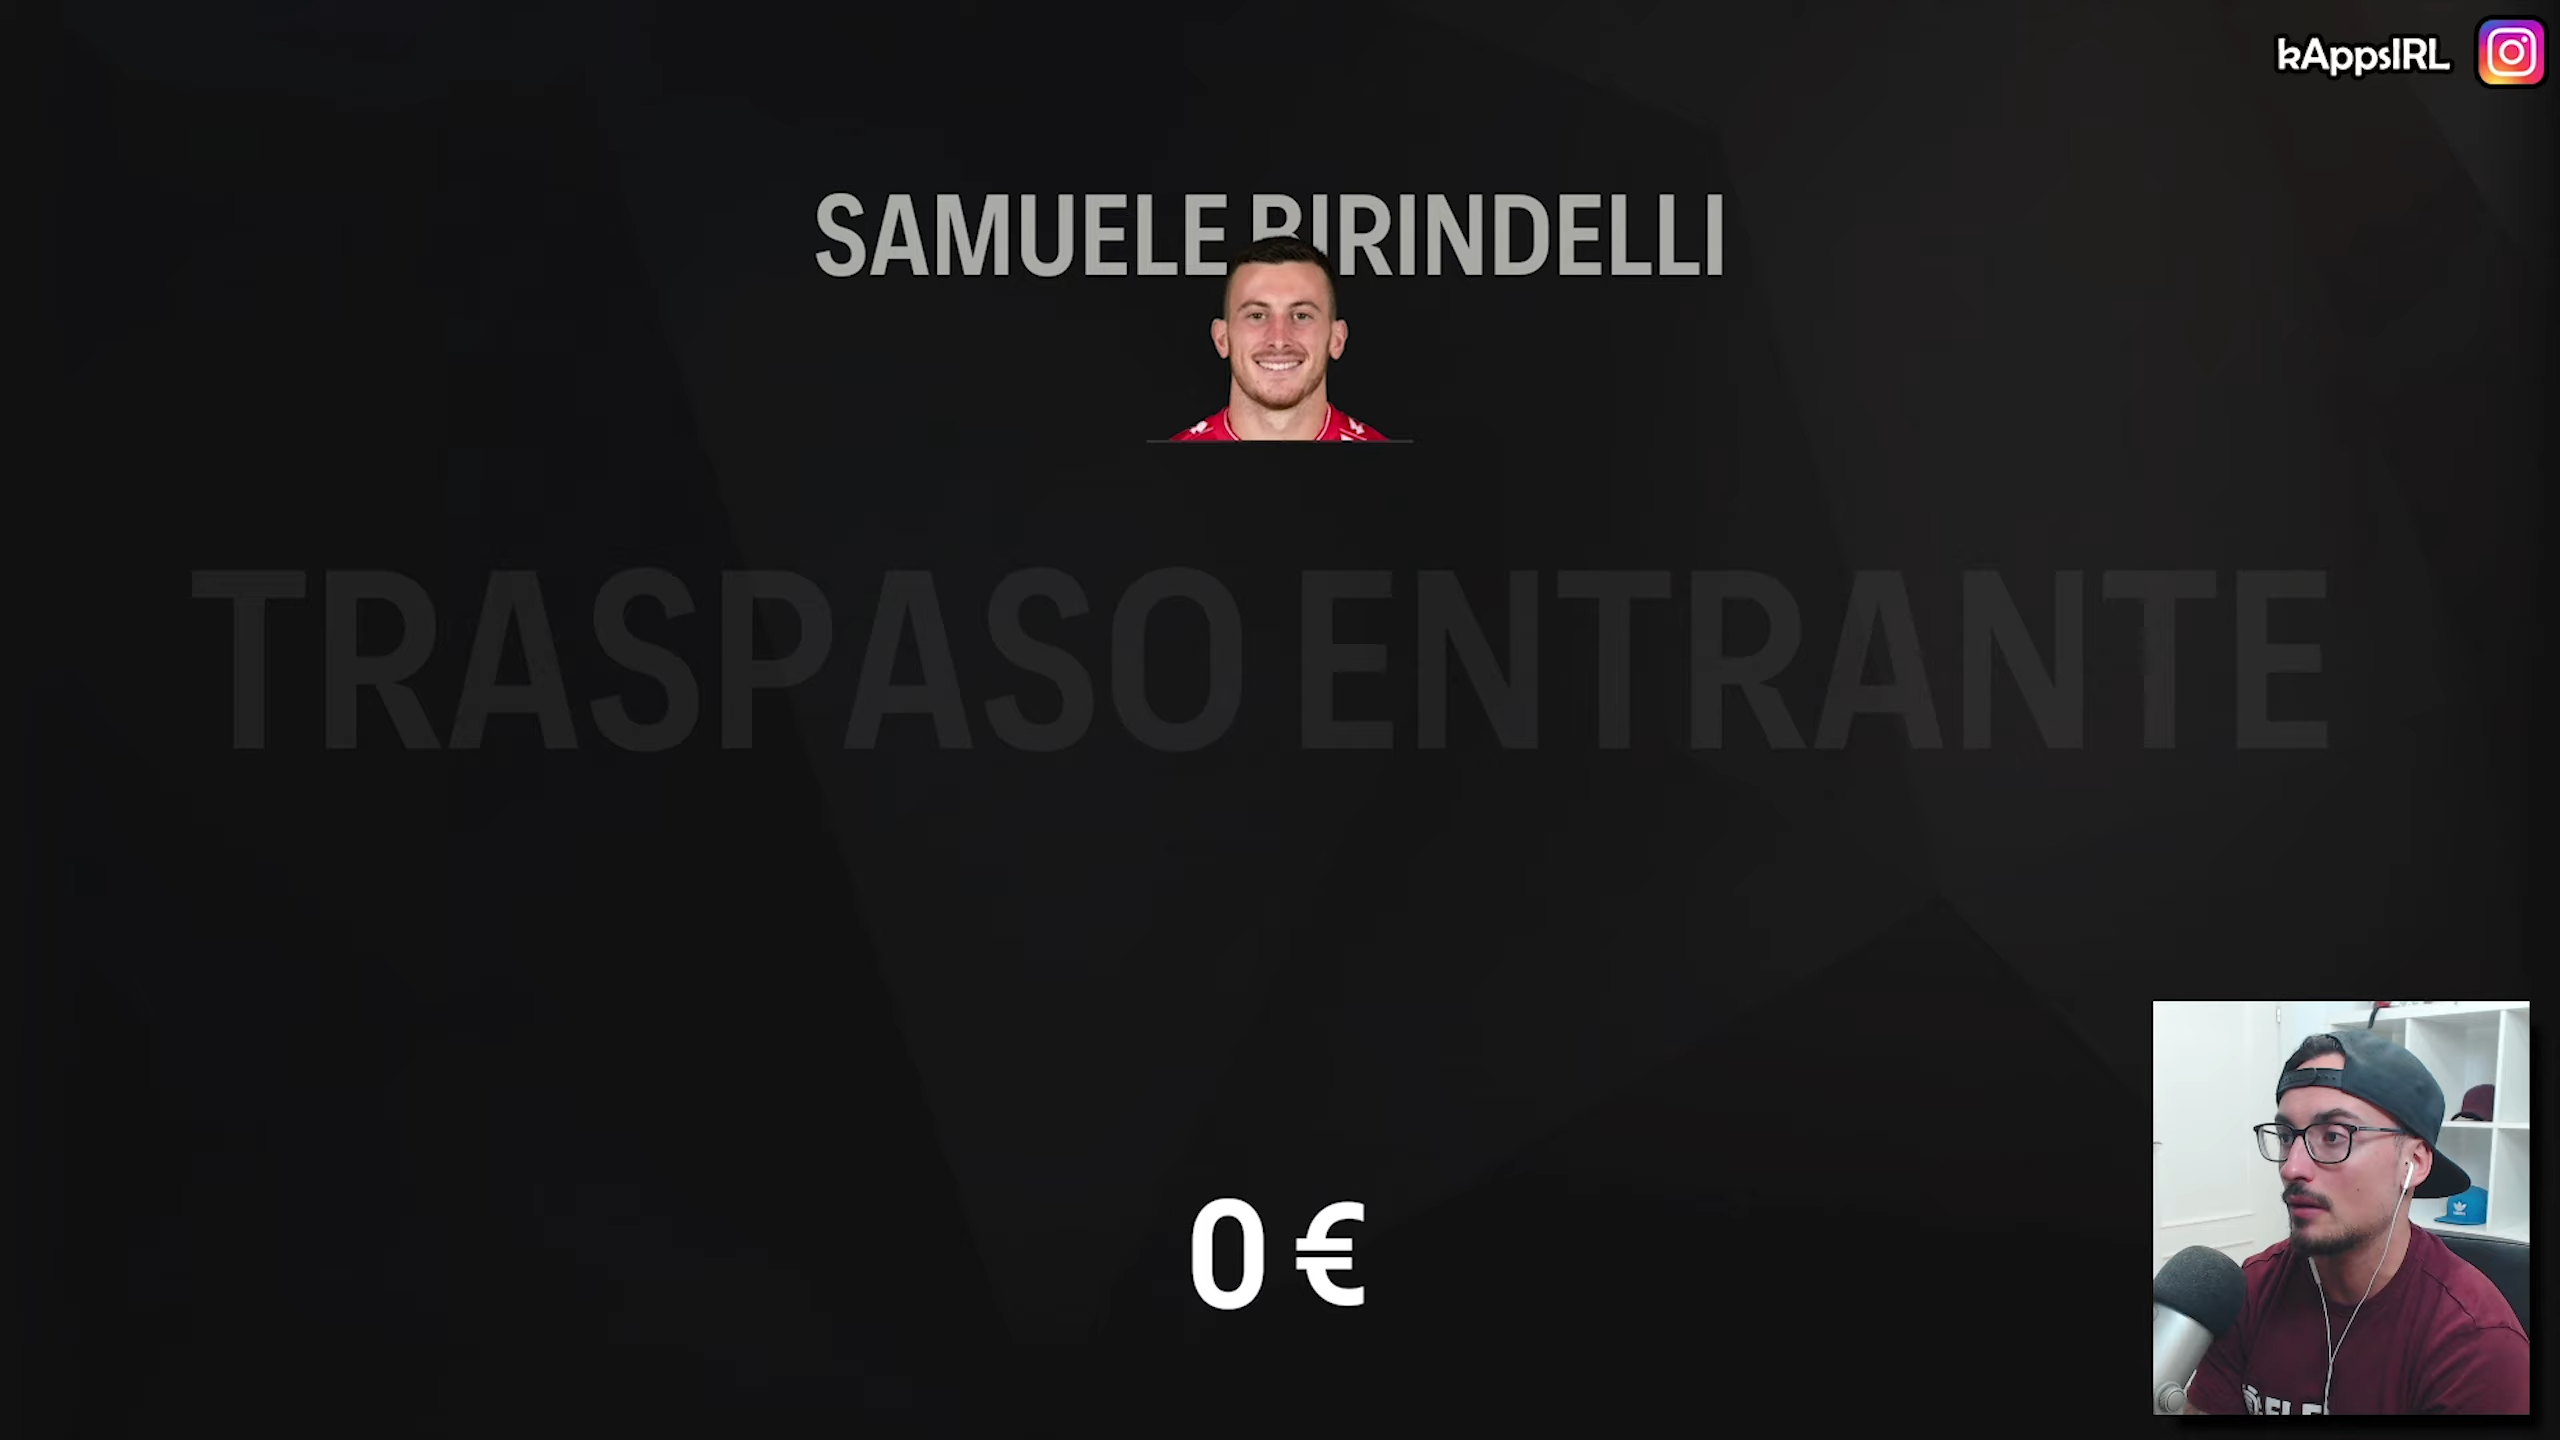 kAppsIRL
SAMUELE BIRINDELLI
TRASPASO ENTRANTE
0 €